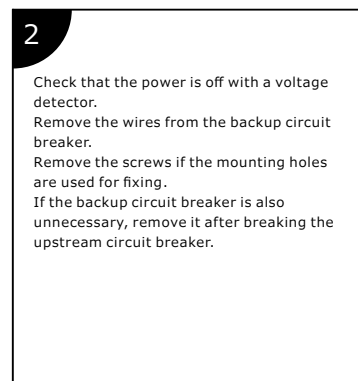 2
Check that the power is off with a voltage
detector.
Remove the wires from the backup circuit
breaker.
Remove the screws if the mounting holes
are used for fixing.
If the backup circuit breaker is also
unnecessary, remove it after breaking the
upstream circuit breaker.